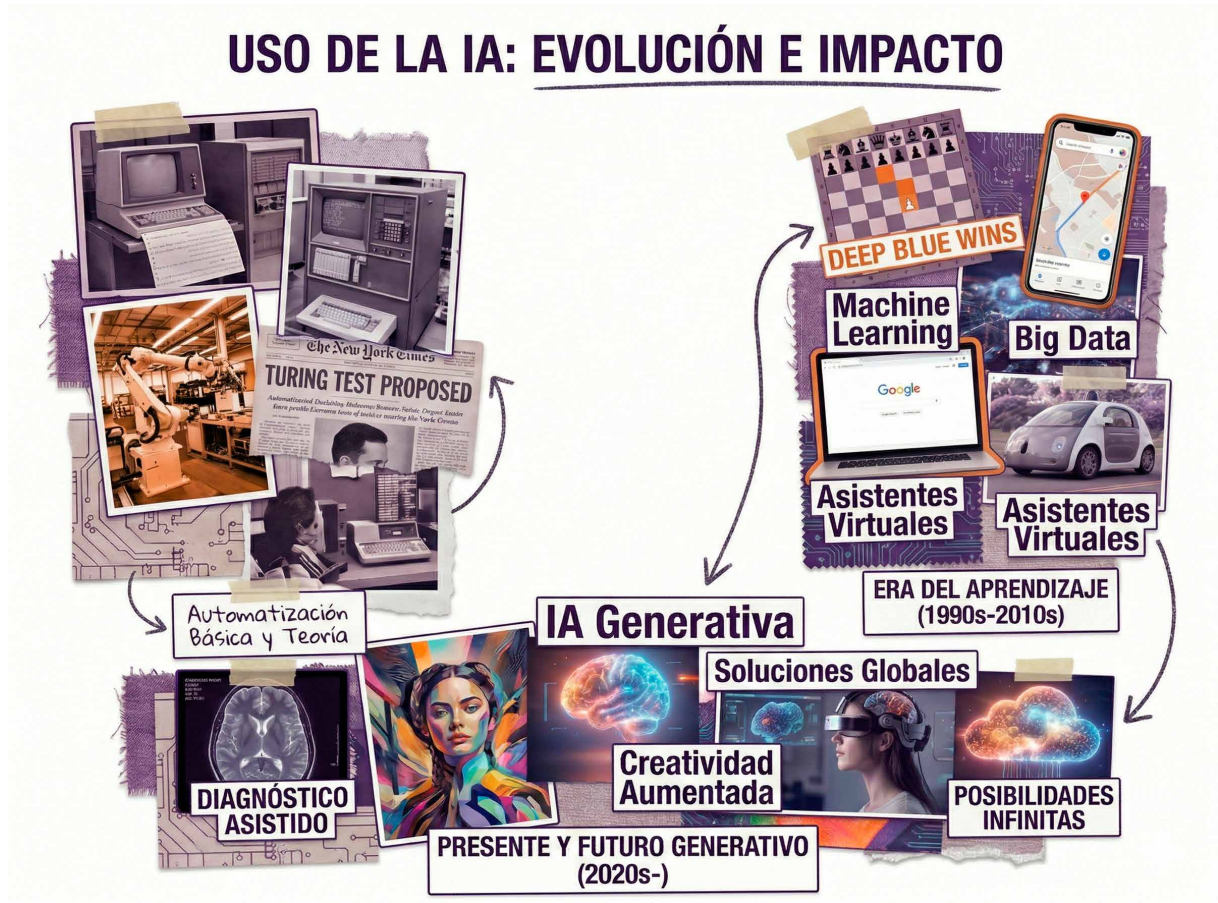 USO DE LA IA: EVOLUCIÓN E IMPACTO
The New York Times
TURING TEST PROPOSED
Automatización
Básica y Teoría
DEEP BLUE WINS
Machine
Learning
Big Data
Google
Asistentes
Virtuales
Asistentes
Virtuales
ERA DEL APRENDIZAJE
(1990s-2010s)
IA Generativa
Soluciones Globales
Creatividad
Aumentada
DIAGNÓSTICO
ASISTIDO
POSIBILIDADES
INFINITAS
PRESENTE Y FUTURO GENERATIVO
(2020s-)